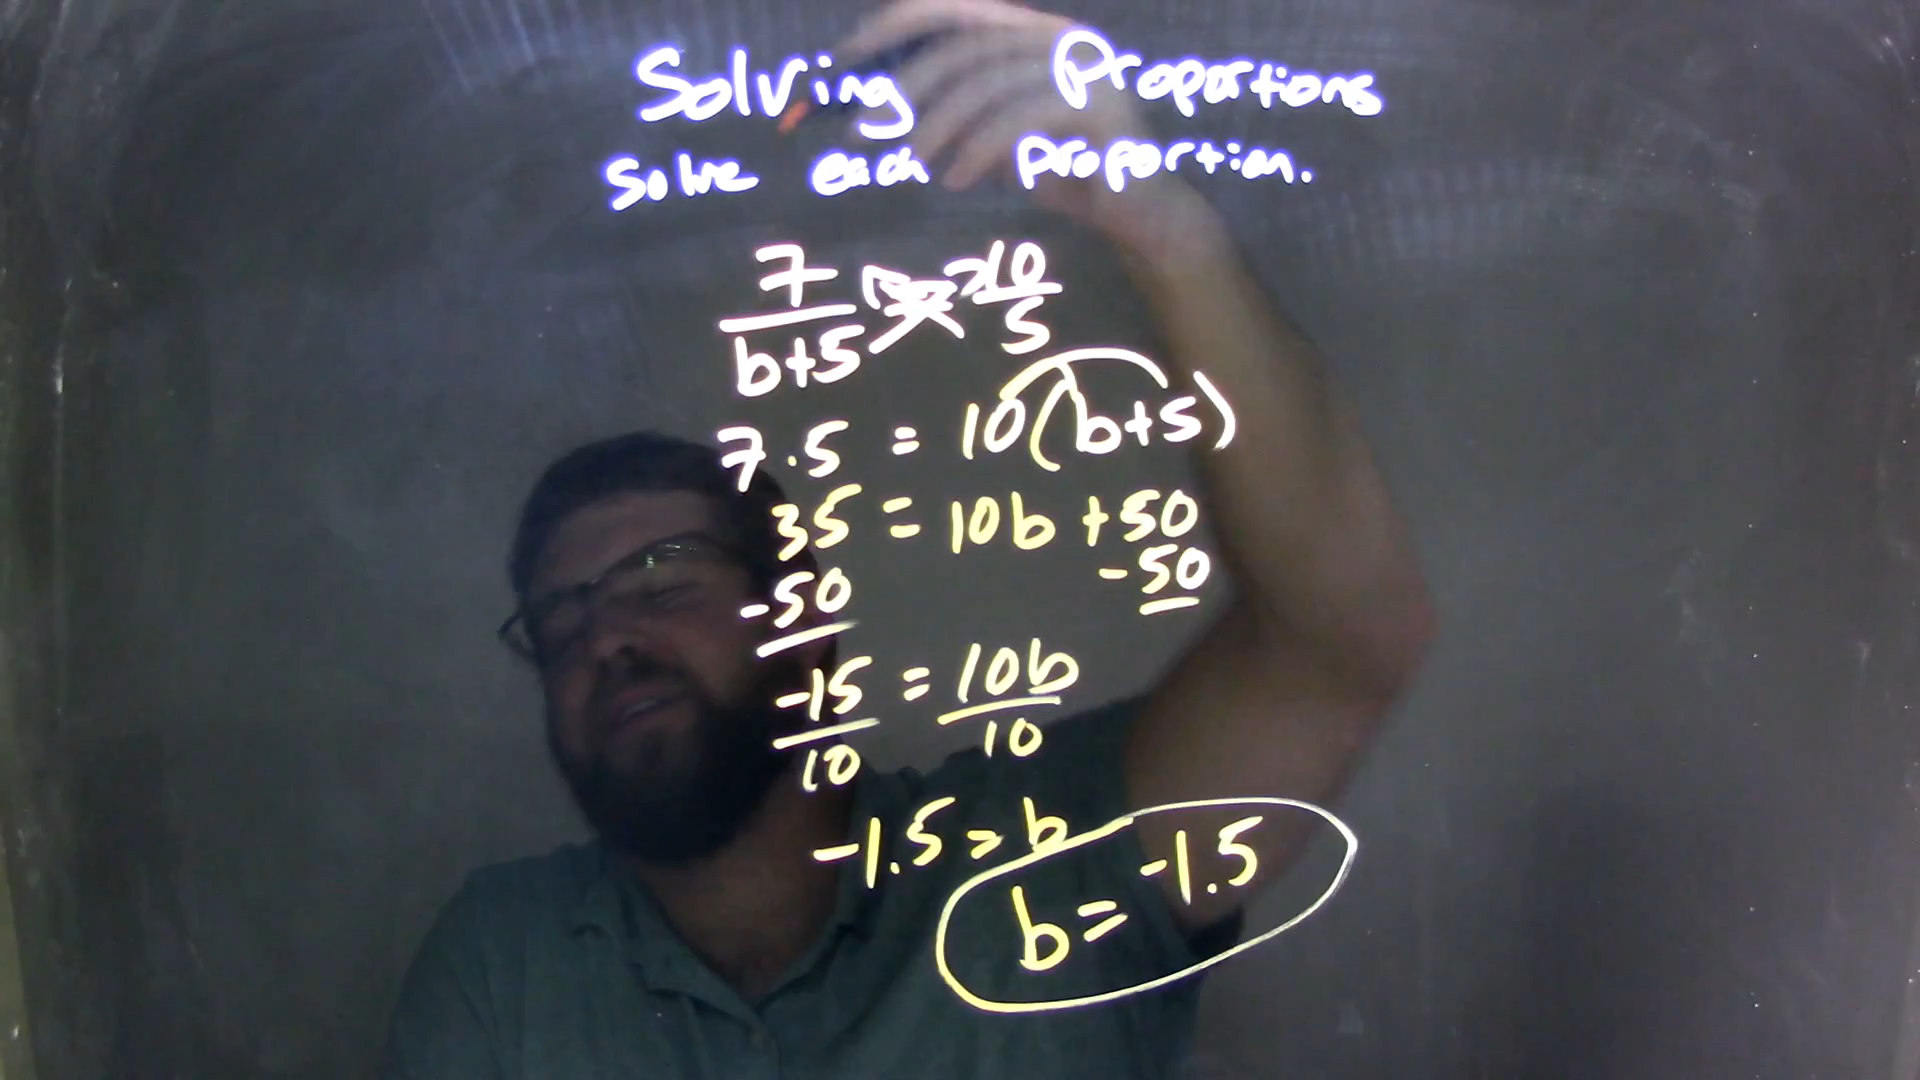 Solving Proportions
Solve each proportion.
7/b+5 = 10/5
7·5 = 10(b+5)
35 = 10b +50
-50 -50
-15/10 = 10b/10
-1.5 = b
b = -1.5